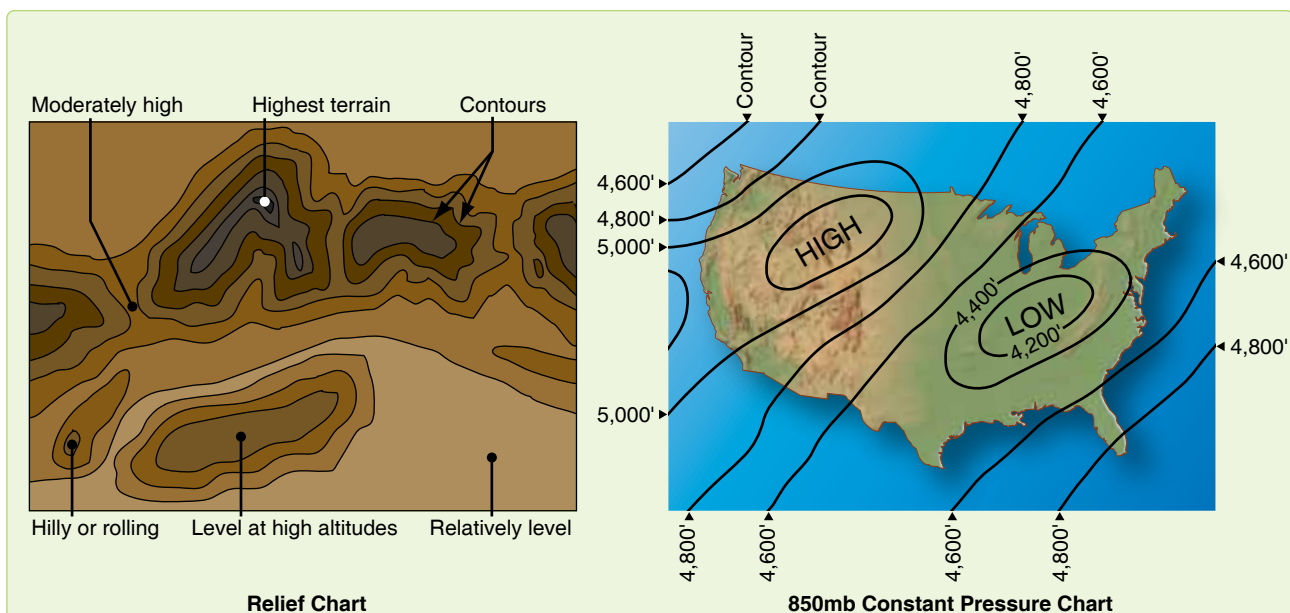 Moderately high
Highest terrain
Contours
Hilly or rolling
Level at high altitudes
Relatively level
Relief Chart
Contour
Contour
4,800'
4,600'
4,600'
4,800'
5,000'
5,000'
HIGH
4,400'
LOW
4,200'
4,600'
4,800'
4,800'
4,600'
4,600'
4,800'
850mb Constant Pressure Chart